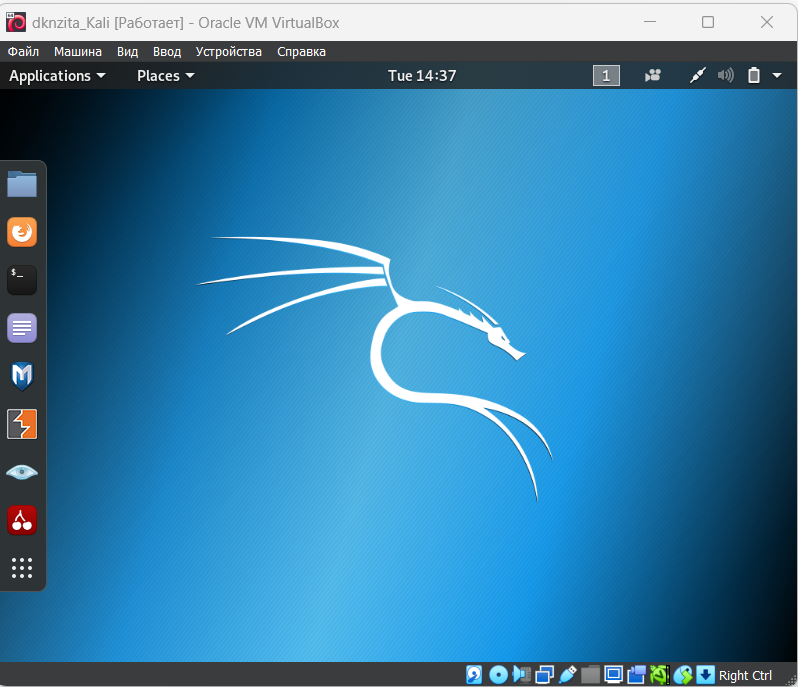 dknzita_Kali [Работает] - Oracle VM VirtualBox
Файл Машина Вид Ввод Устройства Справка
Applications Places Tue 14:37 1
$_
Right Ctrl